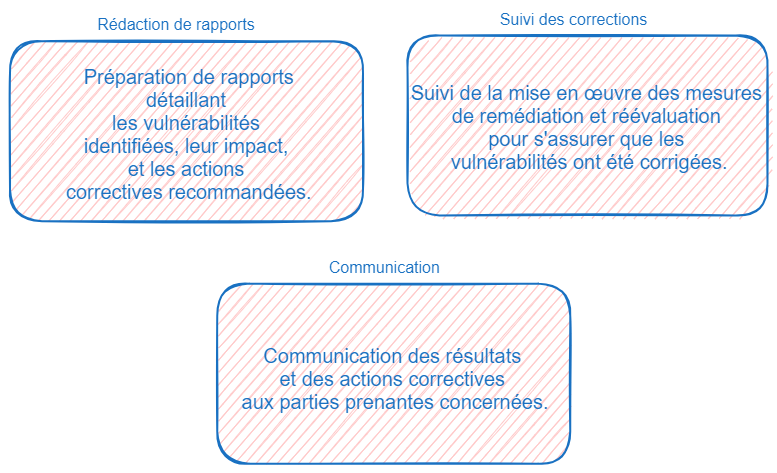 Rédaction de rapports
Préparation de rapports
détaillant
les vulnérabilités
identifiées, leur impact,
et les actions
correctives recommandées.
Suivi des corrections
Suivi de la mise en œuvre des mesures
de remédiation et réévaluation
pour s'assurer que les
vulnérabilités ont été corrigées.
Communication
Communication des résultats
et des actions correctives
aux parties prenantes concernées.